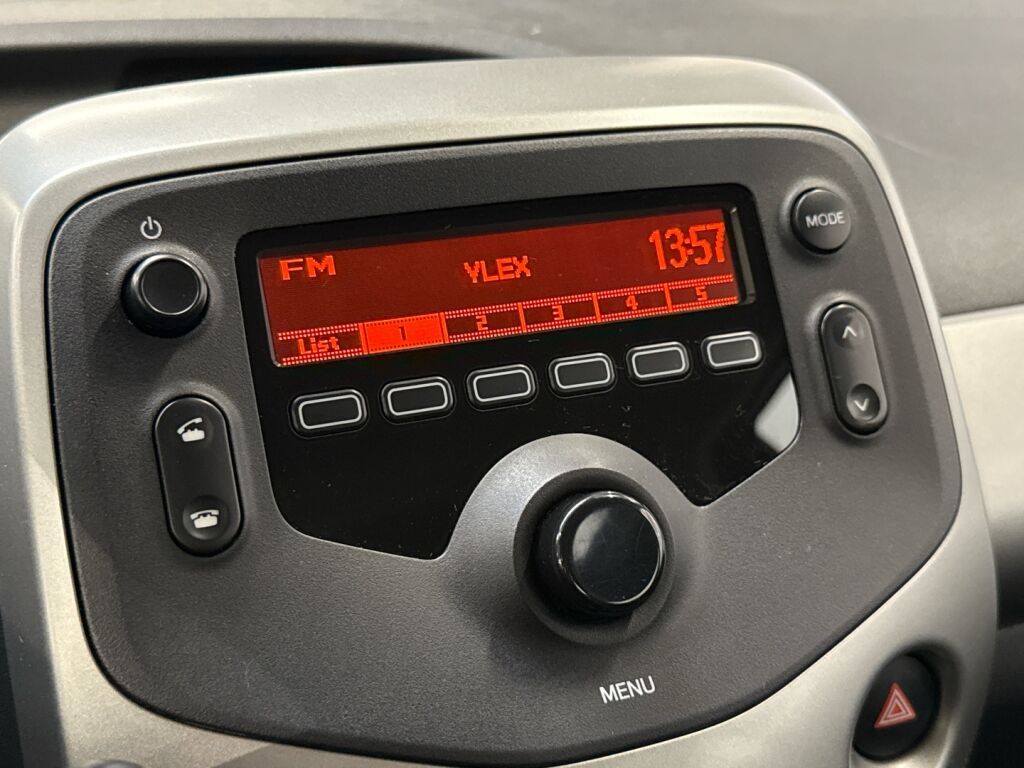 FM YLEX 13:57
List 1 2 3 4 5
MODE
MENU